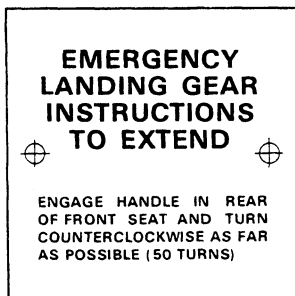 EMERGENCY
LANDING GEAR
INSTRUCTIONS
TO EXTEND
ENGAGE HANDLE IN REAR
OF FRONT SEAT AND TURN
COUNTERCLOCKWISE AS FAR
AS POSSIBLE (50 TURNS)